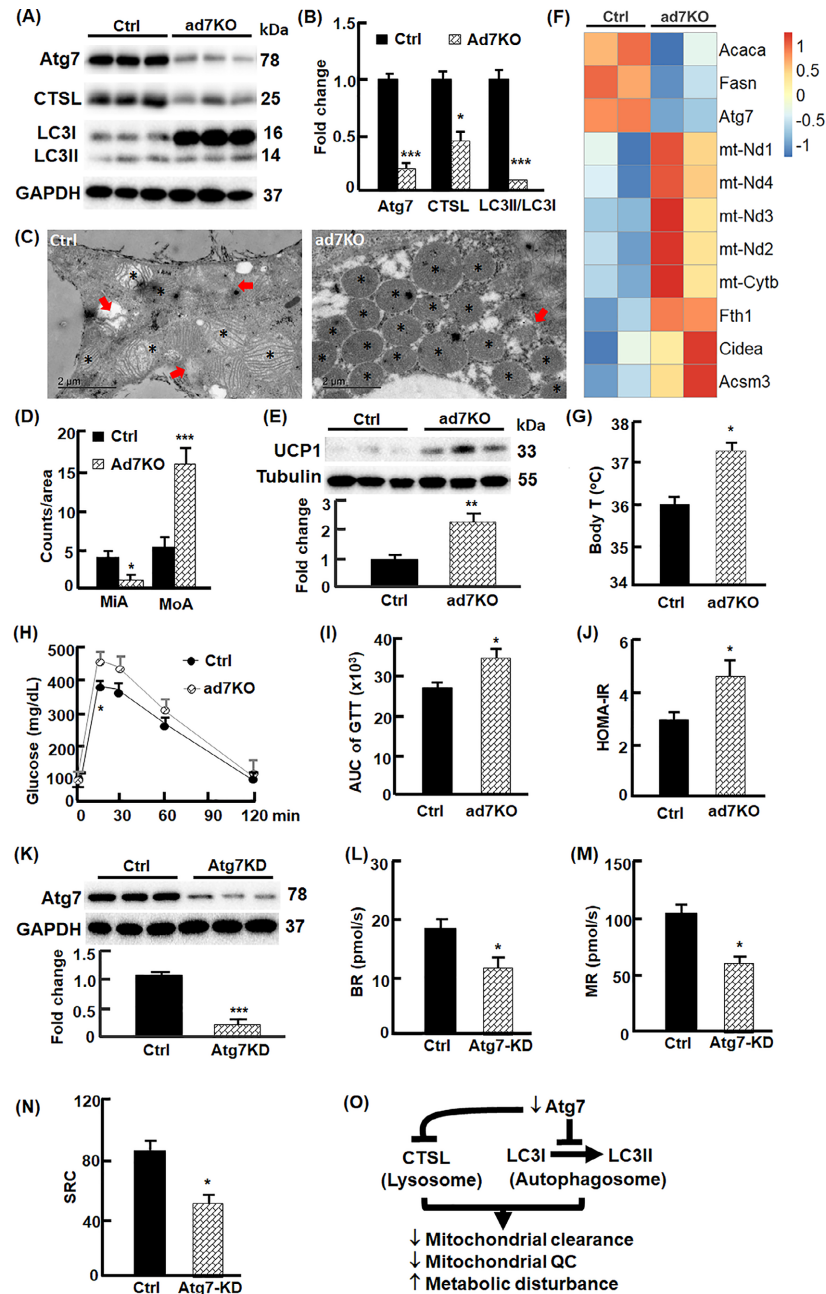 (A)
Ctrl ad7KO kDa
Atg7 78
CTSL 25
LC3I 16
LC3II 14
GAPDH 37
(B)
Ctrl Ad7KO
Fold change
1.5
1.0
0.5
0
*** * ***
Atg7 CTSL LC3II/LC3I
(C)
Ctrl
2 µm
ad7KO
2 µm
(D)
Ctrl
Ad7KO
Counts/area
20
15
10
5
0
* ***
MiA MoA
(E)
Ctrl ad7KO kDa
UCP1 33
Tubulin 55
Fold change
4
3
2
1
0
**
Ctrl ad7KO
(F)
Ctrl ad7KO
Acaca
Fasn
Atg7
mt-Nd1
mt-Nd4
mt-Nd3
mt-Nd2
mt-Cytb
Fth1
Cidea
Acsm3
1
0.5
0
-0.5
-1
(G)
Body T (°C)
38
37
36
35
34
*
Ctrl ad7KO
(H)
Glucose (mg/dL)
500
400
300
200
100
0
Ctrl
ad7KO
*
0 30 60 90 120 min
(I)
AUC of GTT (x10³)
40
30
20
10
0
*
Ctrl ad7KO
(J)
HOMA-IR
6
4
2
0
*
Ctrl ad7KO
(K)
Ctrl Atg7KD
Atg7 78
GAPDH 37
Fold change
1.5
1.0
0.5
0
***
Ctrl Atg7KD
(L)
BR (pmol/s)
30
20
10
0
*
Ctrl Atg7-KD
(M)
MR (pmol/s)
150
100
50
0
*
Ctrl Atg7-KD
(N)
SRC
120
80
40
0
*
Ctrl Atg7-KD
(O)
↓ Atg7
CTSL LC3I LC3II
(Lysosome) (Autophagosome)
↓ Mitochondrial clearance
↓ Mitochondrial QC
↑ Metabolic disturbance